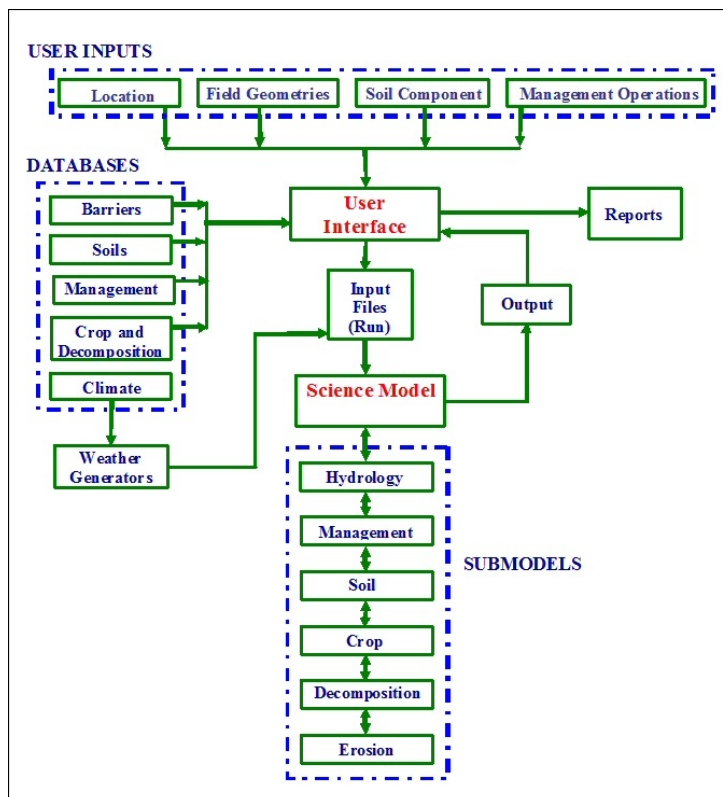 USER INPUTS
Location
Field Geometries
Soil Component
Management Operations
DATABASES
Barriers
Soils
Management
Crop and
Decomposition
Climate
Weather
Generators
User
Interface
Reports
Input
Files
(Run)
Output
Science Model
Hydrology
Management
Soil
Crop
Decomposition
Erosion
SUBMODELS